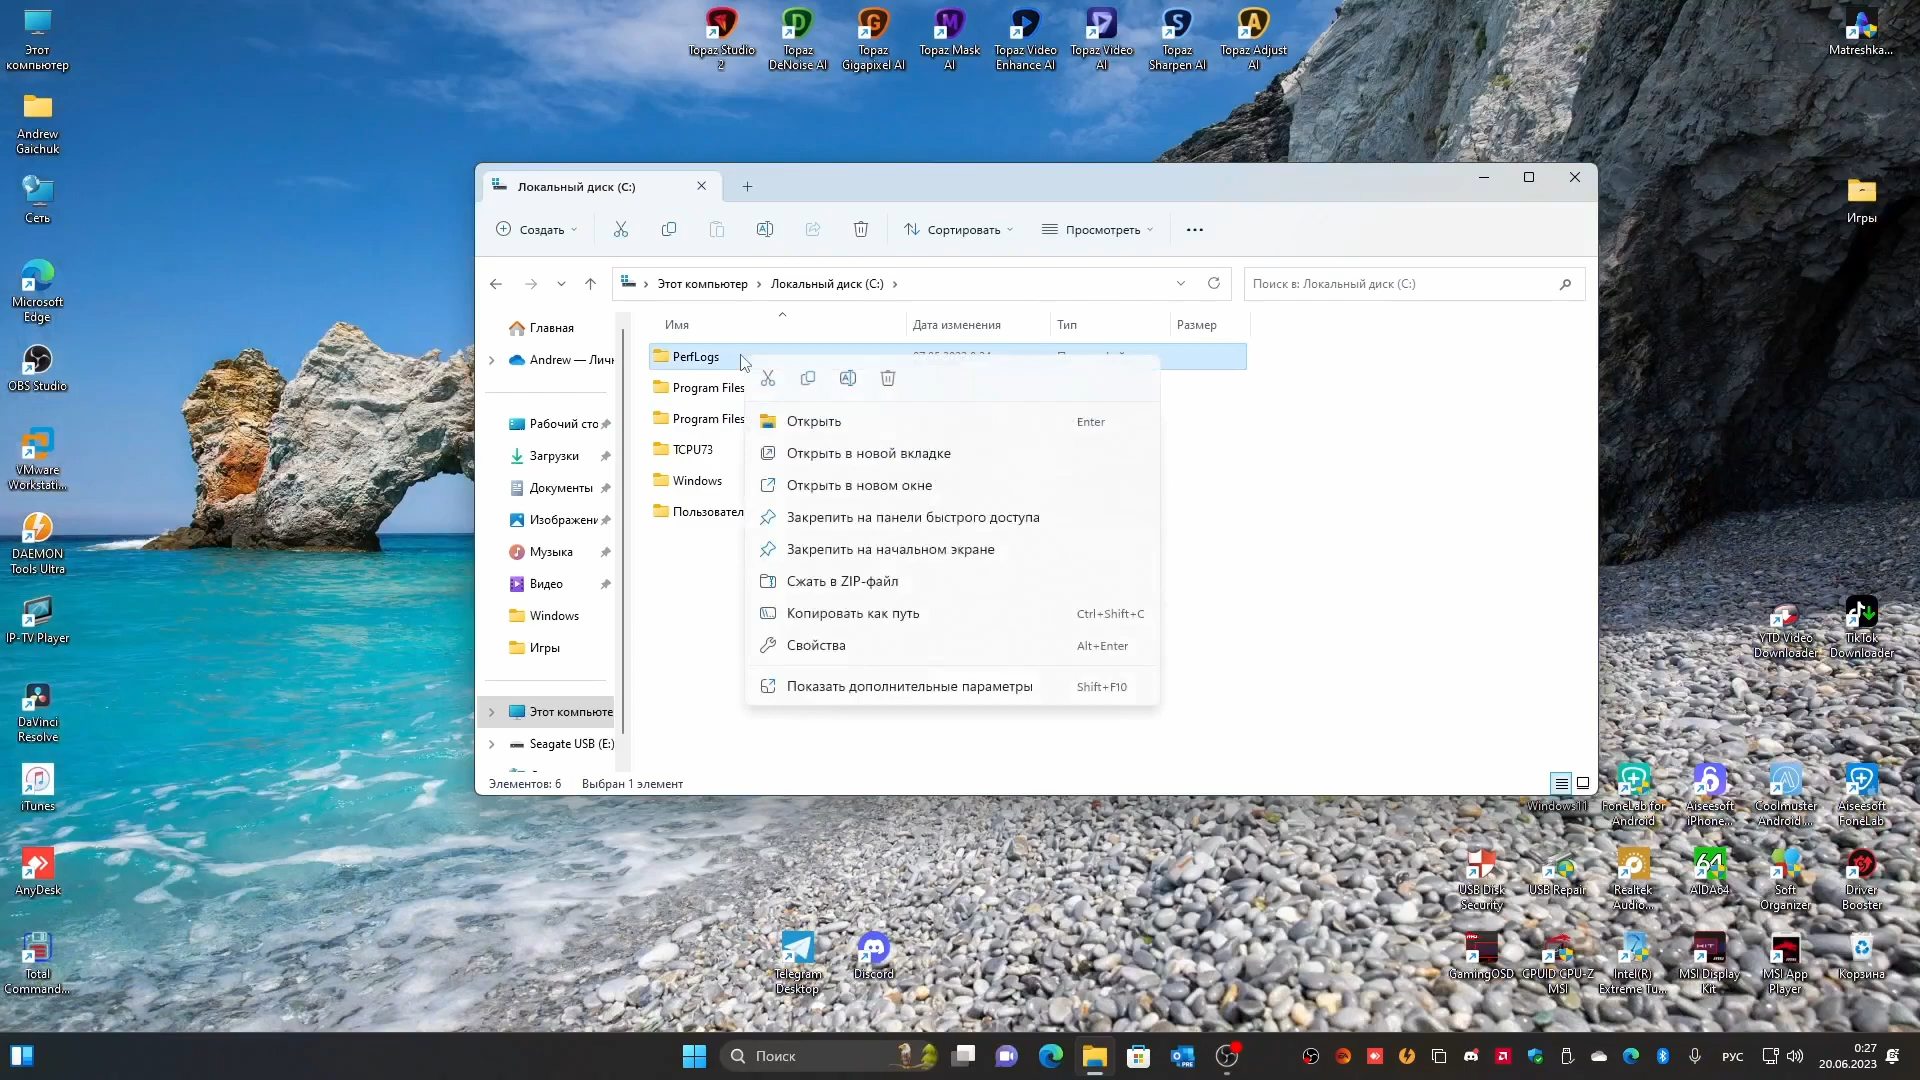 Этот
компьютер
Andrew
Gaichuk
Сеть
Microsoft
Edge
OBS Studio
VMware
Workstati...
DAEMON
Tools Ultra
IP-TV Player
DaVinci
Resolve
iTunes
AnyDesk
Total
Command...
Topaz Studio
2
Topaz
DeNoise AI
Topaz
Gigapixel AI
Topaz Mask
AI
Topaz Video
Enhance AI
Topaz Video
AI
Topaz
Sharpen AI
Topaz Adjust
AI
Matreshka...
Игры
Локальный диск (C:)
Создать
Сортировать
Просмотреть
Этот компьютер
Локальный диск (C:)
Поиск в: Локальный диск (C:)
Главная
Andrew — Личн
Рабочий сто
Загрузки
Документы
Изображени
Музыка
Видео
Windows
Игры
Этот компьюте
Seagate USB (E:)
Имя
Дата изменения
Тип
Размер
PerfLogs
Program Files
Program Files
TCPU73
Windows
Пользовател
Открыть Enter
Открыть в новой вкладке
Открыть в новом окне
Закрепить на панели быстрого доступа
Закрепить на начальном экране
Сжать в ZIP-файл
Копировать как путь Ctrl+Shift+C
Свойства Alt+Enter
Показать дополнительные параметры Shift+F10
Элементов: 6
Выбран 1 элемент
YTD Video
Downloader
TikTok
Downloader
Windows11
FoneLab for
Android
Aiseesoft
iPhone...
Coolmuster
Android ...
Aiseesoft
FoneLab
USB Disk
Security
USB Repair
Realtek
Audio...
64
AIDA64
Soft
Organizer
Driver
Booster
Telegram
Desktop
Discord
GamingOSD
CPUID CPU-Z
MSI
Intel(R)
Extreme Tu...
MSI Display
Kit
MSI App
Player
Корзина
Поиск
РУС
0:27
20.06.2023